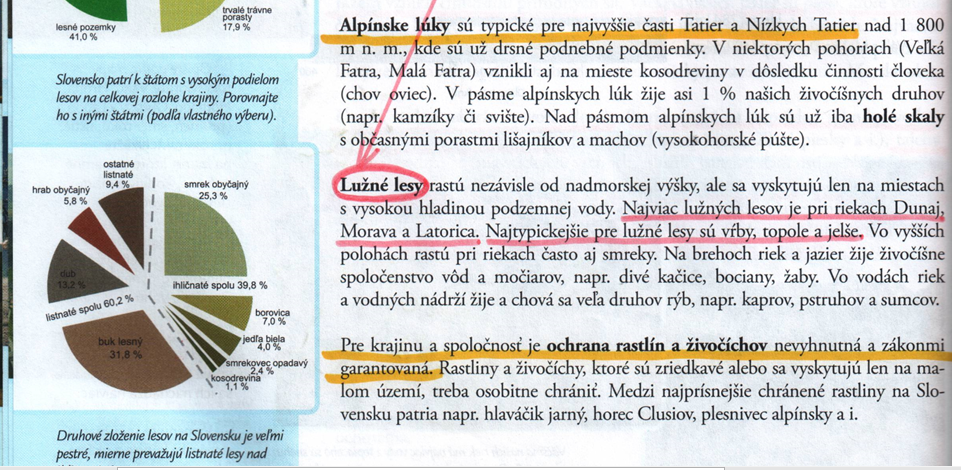 lesné pozemky
41,0 %
trvalé trávne
porasty
17,9 %
Slovensko patrí k štátom s vysokým podielom
lesov na celkovej rozlohe krajiny. Porovnajte
ho s inými štátmi (podľa vlastného výberu).
ostatné
listnaté
9,4 %
hrab obyčajný
5,8 %
smrek obyčajný
25,3 %
dub
13,2 %
ihličnaté spolu 39,8 %
listnaté spolu 60,2 %
borovica
7,0 %
buk lesný
31,8 %
jedľa biela
4,0 %
smrekovec opadavý
2,4 %
kosodrevina
1,1 %
Druhové zloženie lesov na Slovensku je veľmi
pestré, mierne prevažujú listnaté lesy nad
Alpínske lúky sú typické pre najvyššie časti Tatier a Nízkych Tatier nad 1 800
m n. m., kde sú už drsné podnebné podmienky. V niektorých pohoriach (Veľká
Fatra, Malá Fatra) vznikli aj na mieste kosodreviny v dôsledku činnosti človeka
(chov oviec). V pásme alpínskych lúk žije asi 1 % našich živočíšnych druhov
(napr. kamzíky či svište). Nad pásmom alpínskych lúk sú už iba holé skaly
s občasnými porastmi lišajníkov a machov (vysokohorské púšte).
Lužné lesy rastú nezávisle od nadmorskej výšky, ale sa vyskytujú len na miestach
s vysokou hladinou podzemnej vody. Najviac lužných lesov je pri riekach Dunaj,
Morava a Latorica. Najtypickejšie pre lužné lesy sú vŕby, topole a jelše. Vo vyšších
polohách rastú pri riekach často aj smreky. Na brehoch riek a jazier žije živočíšne
spoločenstvo vôd a močiarov, napr. divé kačice, bociany, žaby. Vo vodách riek
a vodných nádrží žije a chová sa veľa druhov rýb, napr. kaprov, pstruhov a sumcov.
Pre krajinu a spoločnosť je ochrana rastlín a živočíchov nevyhnutná a zákonmi
garantovaná. Rastliny a živočíchy, ktoré sú zriedkavé alebo sa vyskytujú len na ma-
lom území, treba osobitne chrániť. Medzi najprísnejšie chránené rastliny na Slo-
vensku patria napr. hlaváčik jarný, horec Clusiov, plesnivec alpínsky a i.